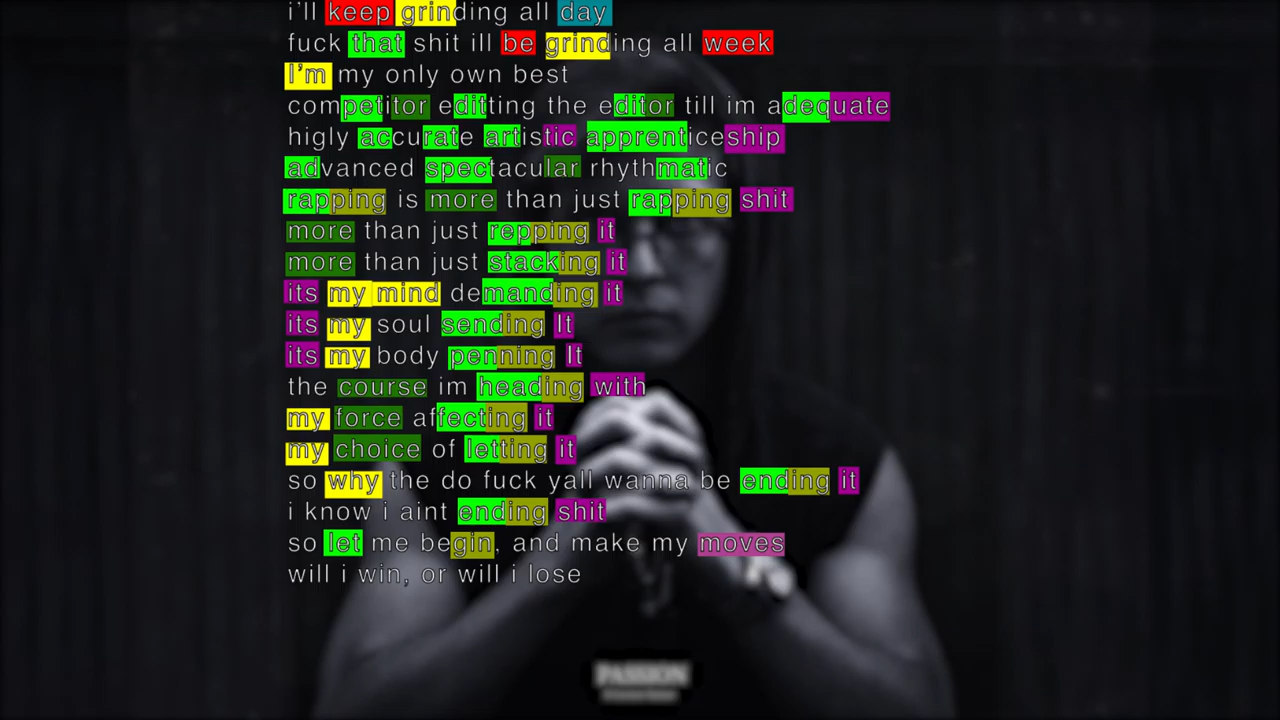 i'll keep grinding all day
fuck that shit ill be grinding all week
I'm my only own best
competitor editting the editor till im adequate
higly accurate artistic apprenticeship
advanced spectacular rhythmatic
rapping is more than just rapping shit
more than just repping it
more than just stacking it
its my mind demanding it
its my soul sending It
its my body penning It
the course im heading with
my force affecting it
my choice of letting it
so why the do fuck yall wanna be ending it
i know i aint ending shit
so let me begin, and make my moves
will i win, or will i lose
PASSION